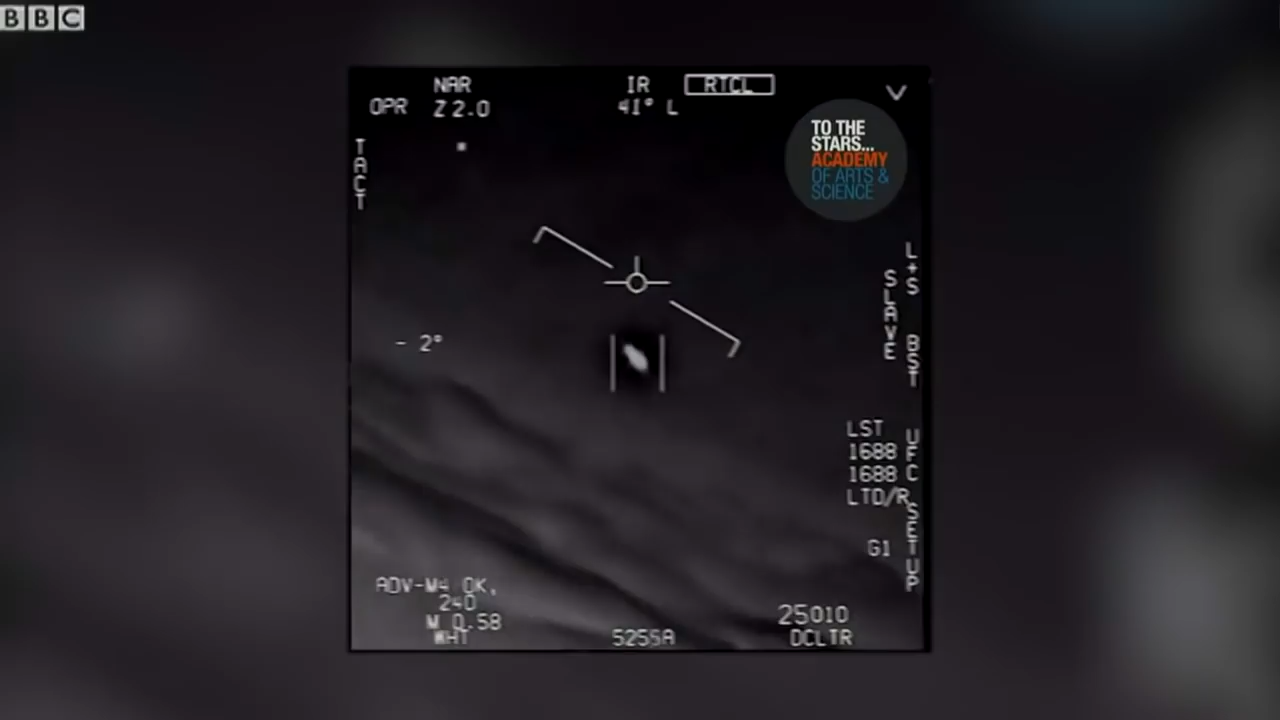 BBC
NAR
IR
RTCL
OPR
Z 2.0
41° L
V
TO THE
STARS...
ACADEMY
OF ARTS &
SCIENCE
TACT
L+S
SLAVE
BST
- 2°
LST
1688
1688
LTD/R
UFC
SETUP
G1
ADV-M4 OK,
240
M 0.58
WHT
5255A
25010
DCLTR